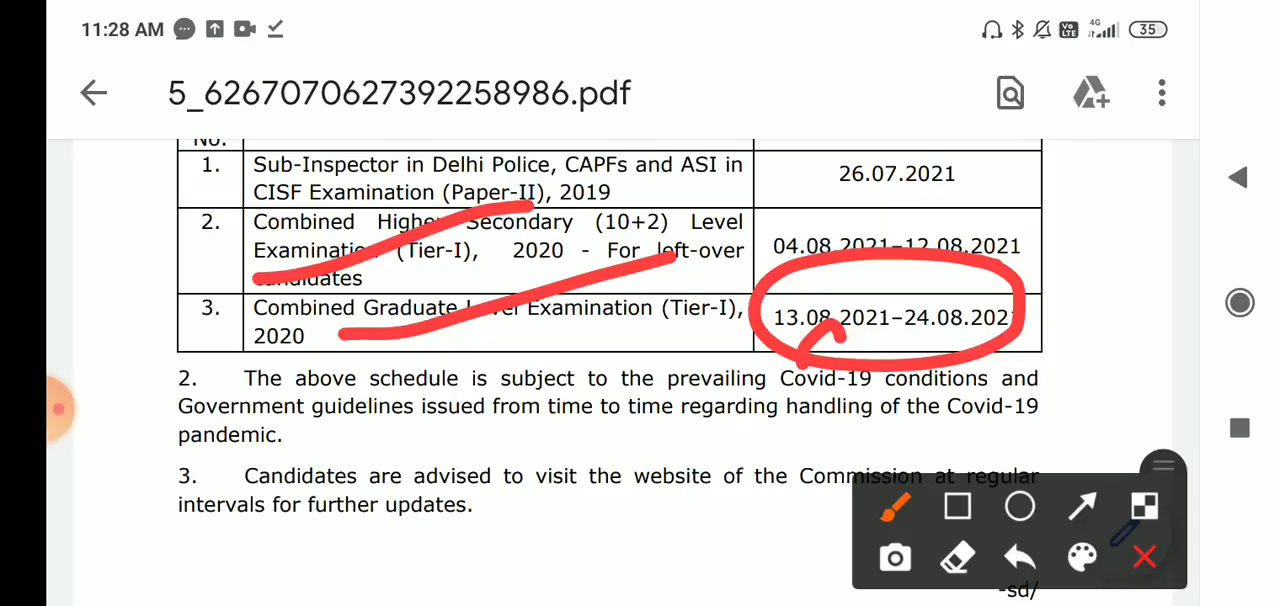 11:28 AM
4G
Vo LTE
35
5_6267070627392258986.pdf
No.
1. Sub-Inspector in Delhi Police, CAPFs and ASI in 26.07.2021
CISF Examination (Paper-II), 2019
2. Combined Higher Secondary (10+2) Level
Examination (Tier-I), 2020 - For left-over 04.08.2021-12.08.2021
candidates
3. Combined Graduate Level Examination (Tier-I), 13.08.2021-24.08.2021
2020
2. The above schedule is subject to the prevailing Covid-19 conditions and
Government guidelines issued from time to time regarding handling of the Covid-19
pandemic.
3. Candidates are advised to visit the website of the Commission at regular
intervals for further updates.
-sd/